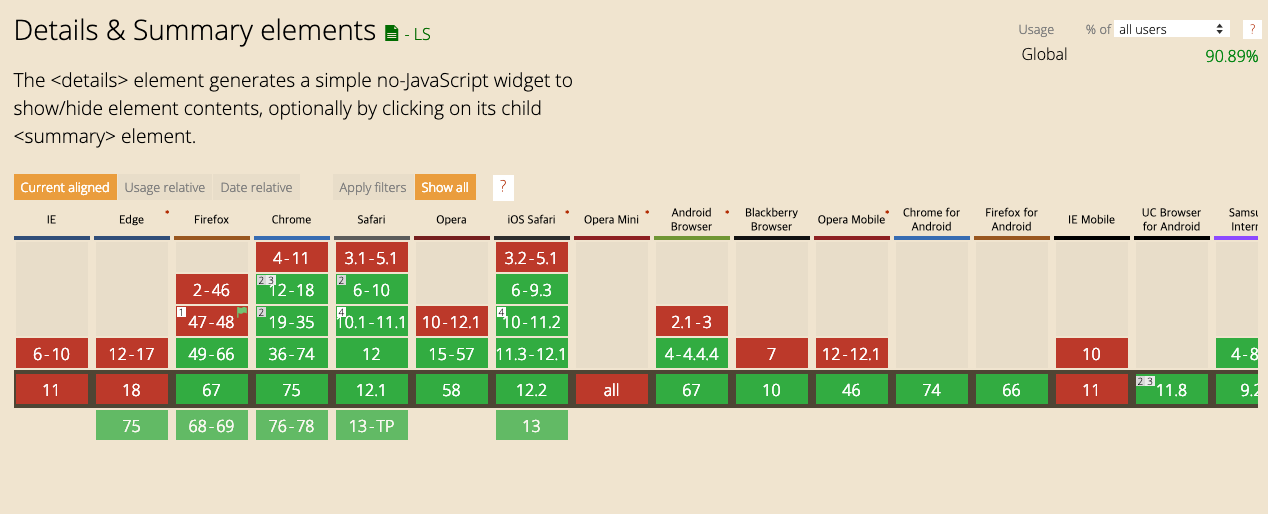 Details & Summary elements - LS
Usage % of all users ?
Global 90.89%
The <details> element generates a simple no-JavaScript widget to
show/hide element contents, optionally by clicking on its child
<summary> element.
Current aligned Usage relative Date relative Apply filters Show all ?
IE Edge * Firefox Chrome Safari Opera iOS Safari * Opera Mini * Android Browser * Blackberry Browser Opera Mobile * Chrome for Android Firefox for Android IE Mobile UC Browser for Android
4-11 3.1-5.1 3.2-5.1
2-46 2 3 12-18 2 6-10 6-9.3
1 47-48 2 19-35 4 10.1-11.1 10-12.1 4 10-11.2 2.1-3
6-10 12-17 49-66 36-74 12 15-57 11.3-12.1 4-4.4.4 7 12-12.1 10 4-8
11 18 67 75 12.1 58 12.2 all 67 10 46 74 66 11 2 3 11.8 9.2
75 68-69 76-78 13-TP 13